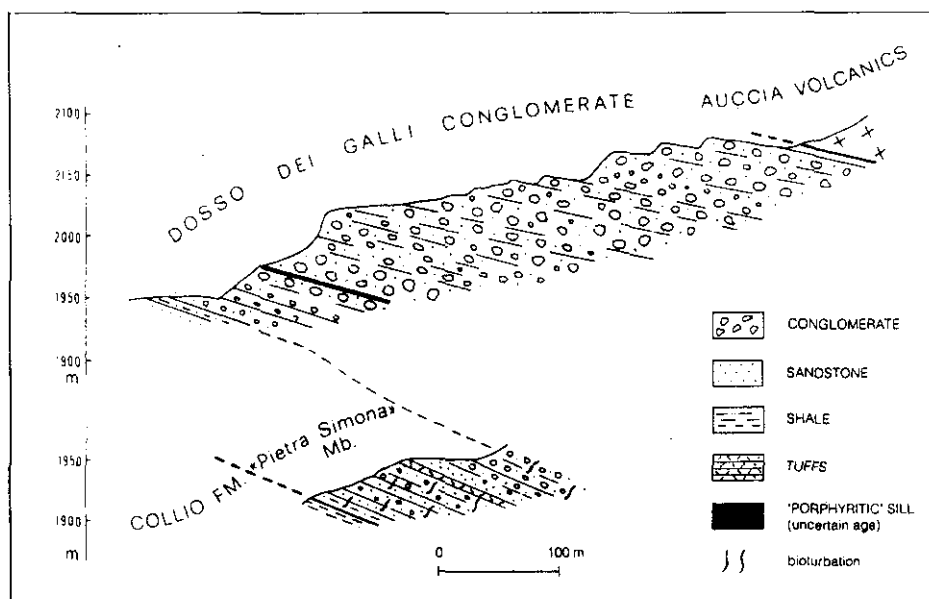 AUCCIA VOLCANICS
DOSSO DEI GALLI CONGLOMERATE
2100
2150
2000
1950
1900
m
CONGLOMERATE
SANDSTONE
SHALE
TUFFS
"PORPHYRITIC" SILL
(uncertain age)
bioturbation
COLLIO FM. "Pietra Simona"
Mb.
1950
1900
m
0 100 m